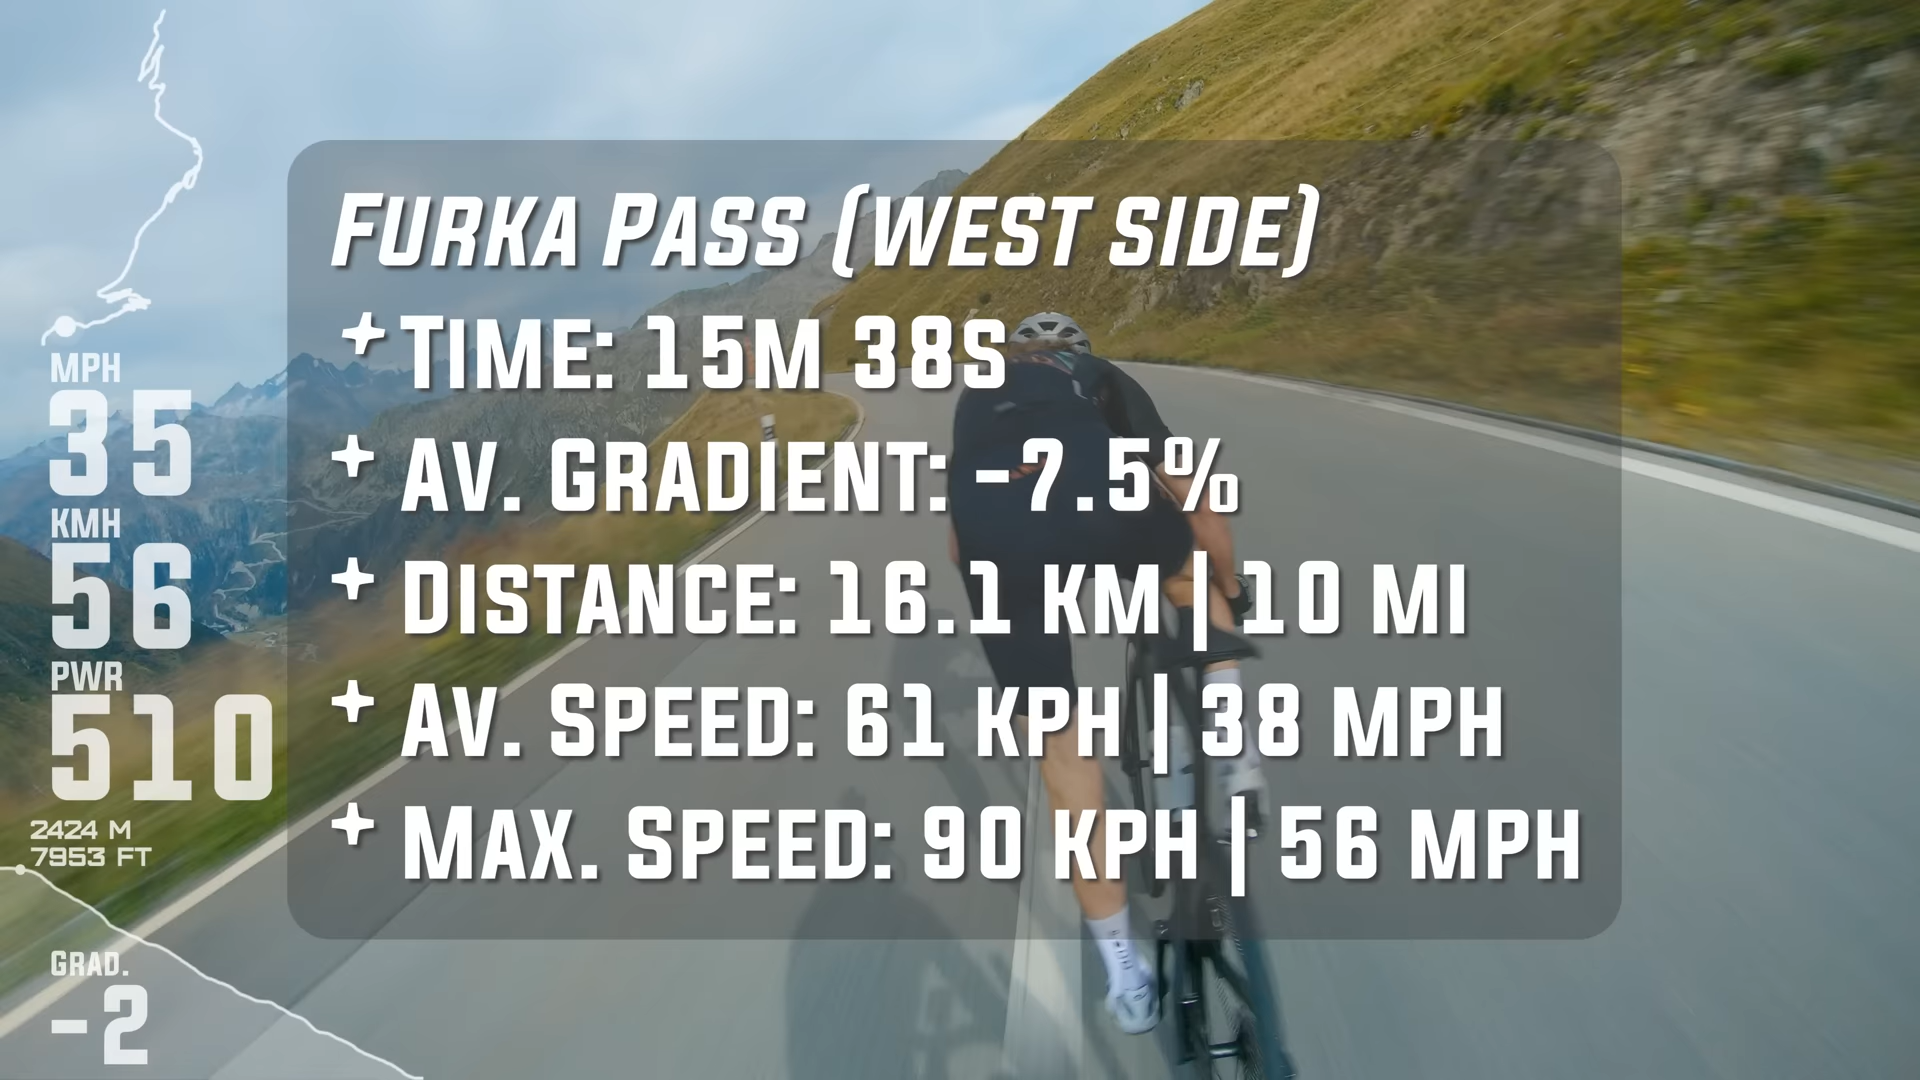 FURKA PASS (WEST SIDE)
+ TIME: 15M 38S
+ AV. GRADIENT: -7.5%
+ DISTANCE: 16.1 KM | 10 MI
+ AV. SPEED: 61 KPH | 38 MPH
+ MAX. SPEED: 90 KPH | 56 MPH
MPH
35
KMH
56
PWR
510
2424 M
7953 FT
GRAD.
-2